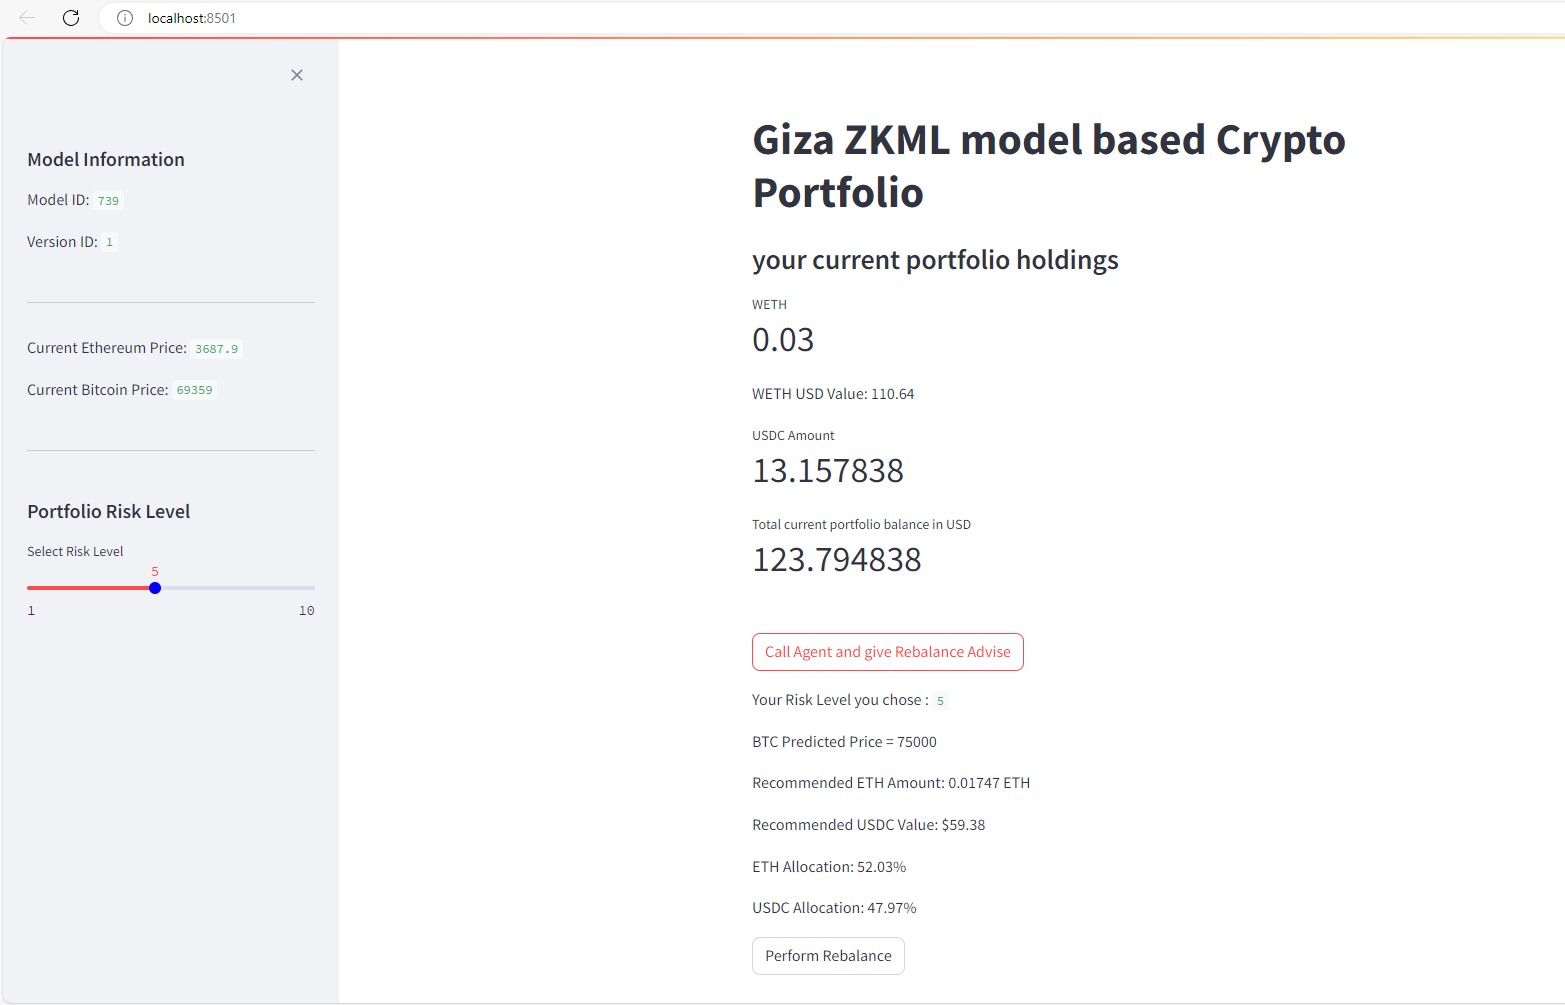 localhost:8501
Model Information
Model ID: 739
Version ID: 1
Current Ethereum Price: 3687.9
Current Bitcoin Price: 69359
Portfolio Risk Level
Select Risk Level
5
1 10
Giza ZKML model based Crypto
Portfolio
your current portfolio holdings
WETH
0.03
WETH USD Value: 110.64
USDC Amount
13.157838
Total current portfolio balance in USD
123.794838
Call Agent and give Rebalance Advise
Your Risk Level you chose : 5
BTC Predicted Price = 75000
Recommended ETH Amount: 0.01747 ETH
Recommended USDC Value: $59.38
ETH Allocation: 52.03%
USDC Allocation: 47.97%
Perform Rebalance